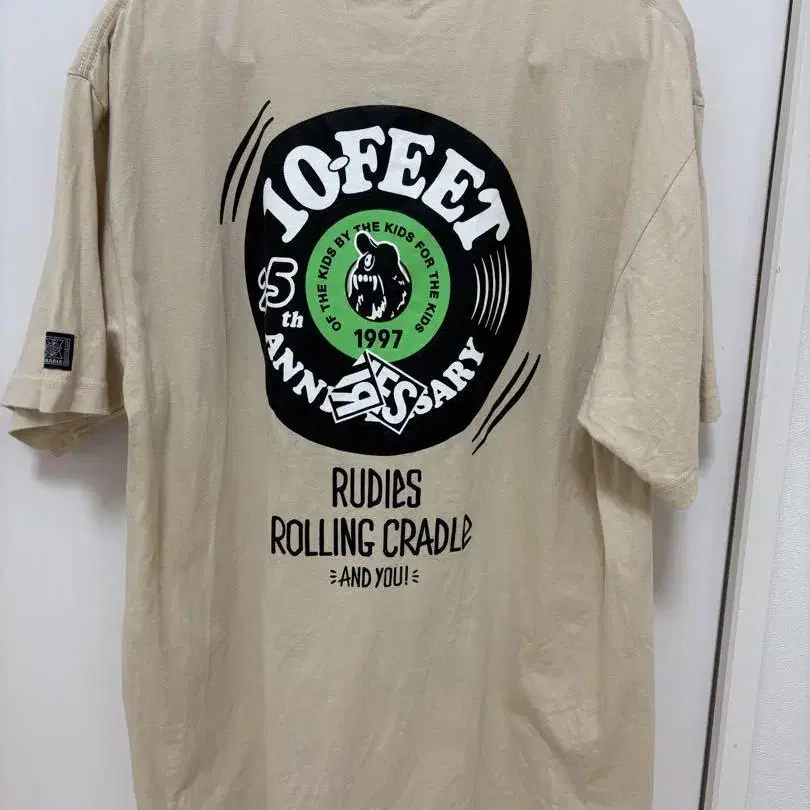 10-FEET
25th
ANNIVERSARY
OF THE KIDS BY THE KIDS FOR THE KIDS
1997
RUDIES
ROLLING CRADLE
AND YOU!
CRADLE